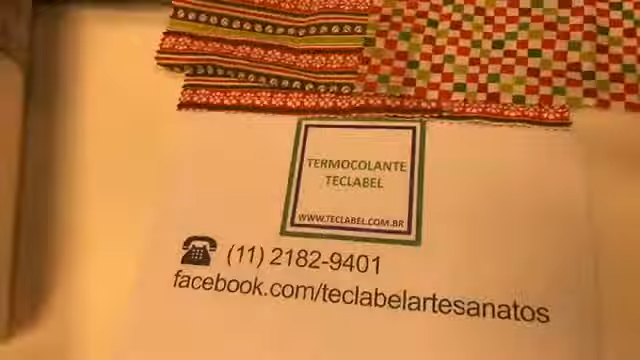 TERMOCOLANTE
TECLABEL
WWW.TECLABEL.COM.BR
(11) 2182-9401
facebook.com/teclabelartesanatos